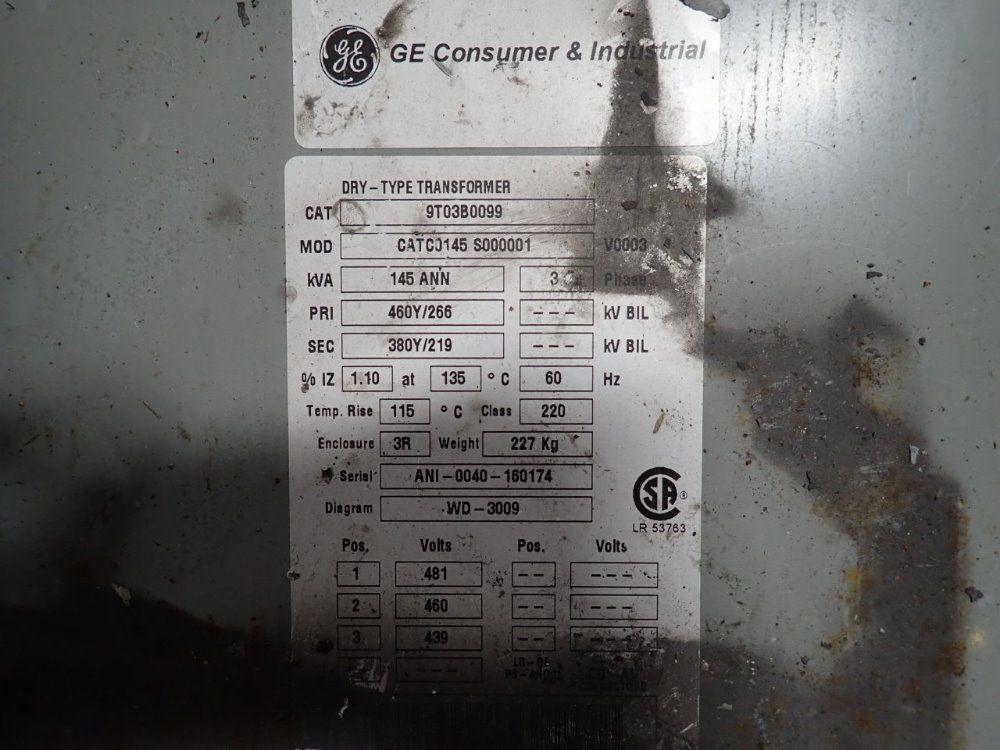 GE GE Consumer & Industrial
DRY-TYPE TRANSFORMER
CAT 9T03B0099
MOD CATCJ145 S000001 V0003
kVA 145 ANN 3 Phase
PRI 460Y/266 --- kV BIL
SEC 380Y/219 --- kV BIL
% IZ 1.10 at 135 °C 60 Hz
Temp. Rise 115 °C Class 220
Enclosure 3R Weight 227 Kg
Serial ANI-0040-160174
Diagram WD-3009
SA ®
LR 53763
Pos. Volts Pos. Volts
1 481 -- ---
2 460 -- ---
3 439 -- ---
---